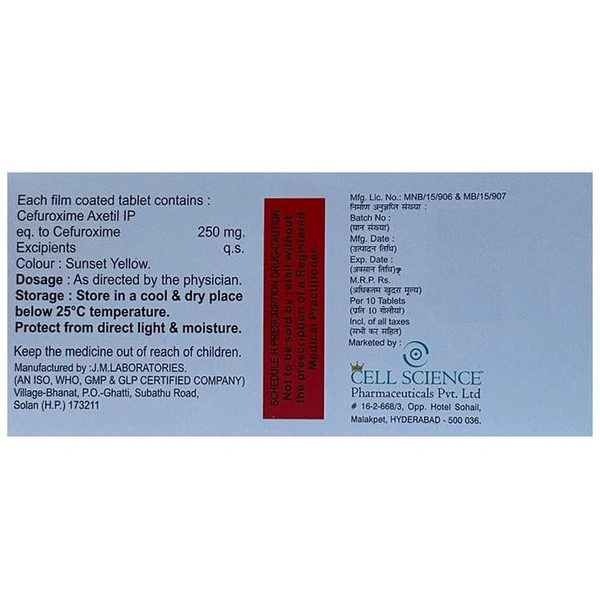 Each film coated tablet contains :
Cefuroxime Axetil IP
eq. to Cefuroxime 250 mg.
Excipients q.s.
Colour : Sunset Yellow.
Dosage : As directed by the physician.
Storage : Store in a cool & dry place
below 25°C temperature.
Protect from direct light & moisture.
Keep the medicine out of reach of children.
Manufactured by :J.M.LABORATORIES.
(AN ISO, WHO, GMP & GLP CERTIFIED COMPANY)
Village-Bhanat, P.O.-Ghatti, Subathu Road,
Solan (H.P.) 173211
SCHEDULE H PRESCRIPTION DRUG-CAUTION
Not to be sold by retail without
the prescription of a Registered
Medical Practitioner.
Mfg. Lic. No.: MNB/15/906 & MB/15/907
निर्माण अनुज्ञप्ति संख्या :
Batch No :
(घान संख्या)
Mfg. Date :
(उत्पादन तिथि)
Exp. Date :
(अवसान तिथि)
M.R.P. Rs.
(अधिकतम खुदरा मूल्य)
Per 10 Tablets
(प्रति 10 गोलीयां)
Incl. of all taxes
(सभी कर सहित)
Marketed by :
CELL SCIENCE
Pharmaceuticals Pvt. Ltd
# 16-2-668/3, Opp. Hotel Sohail,
Malakpet, HYDERABAD - 500 036.